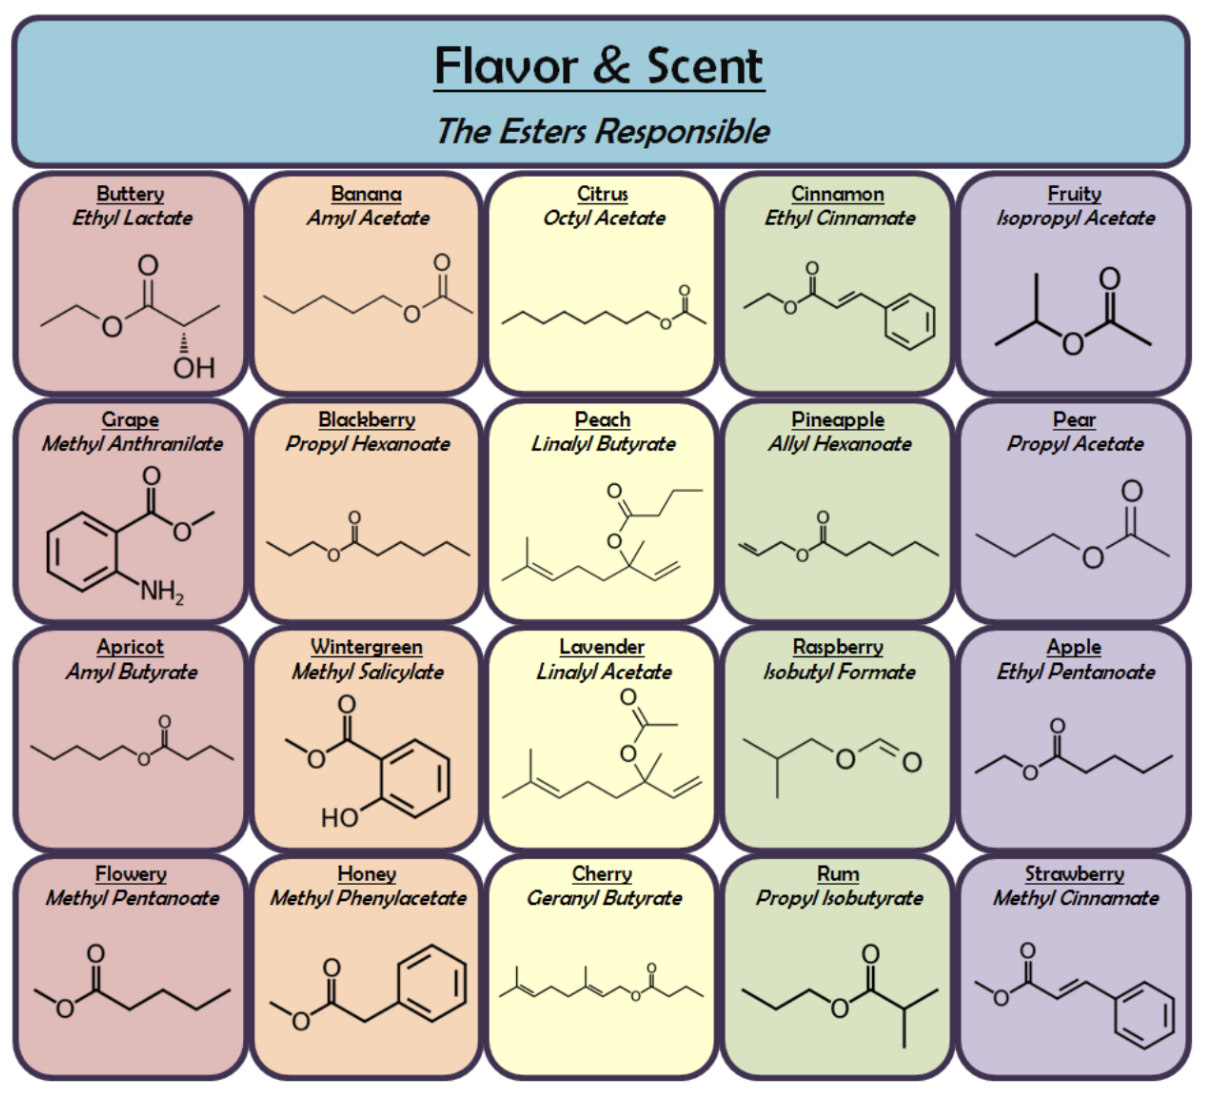 Flavor & Scent
The Esters Responsible
Buttery
Ethyl Lactate
O
O
OH
Banana
Amyl Acetate
O
O
Citrus
Octyl Acetate
O
O
Cinnamon
Ethyl Cinnamate
O
O
Fruity
Isopropyl Acetate
O
O
Grape
Methyl Anthranilate
O
O
NH2
Blackberry
Propyl Hexanoate
O
O
Peach
Linalyl Butyrate
O
O
Pineapple
Allyl Hexanoate
O
O
Pear
Propyl Acetate
O
O
Apricot
Amyl Butyrate
O
O
Wintergreen
Methyl Salicylate
O
O
HO
Lavender
Linalyl Acetate
O
O
Raspberry
Isobutyl Formate
O
O
Apple
Ethyl Pentanoate
O
O
Flowery
Methyl Pentanoate
O
O
Honey
Methyl Phenylacetate
O
O
Cherry
Geranyl Butyrate
O
O
Rum
Propyl Isobutyrate
O
O
Strawberry
Methyl Cinnamate
O
O